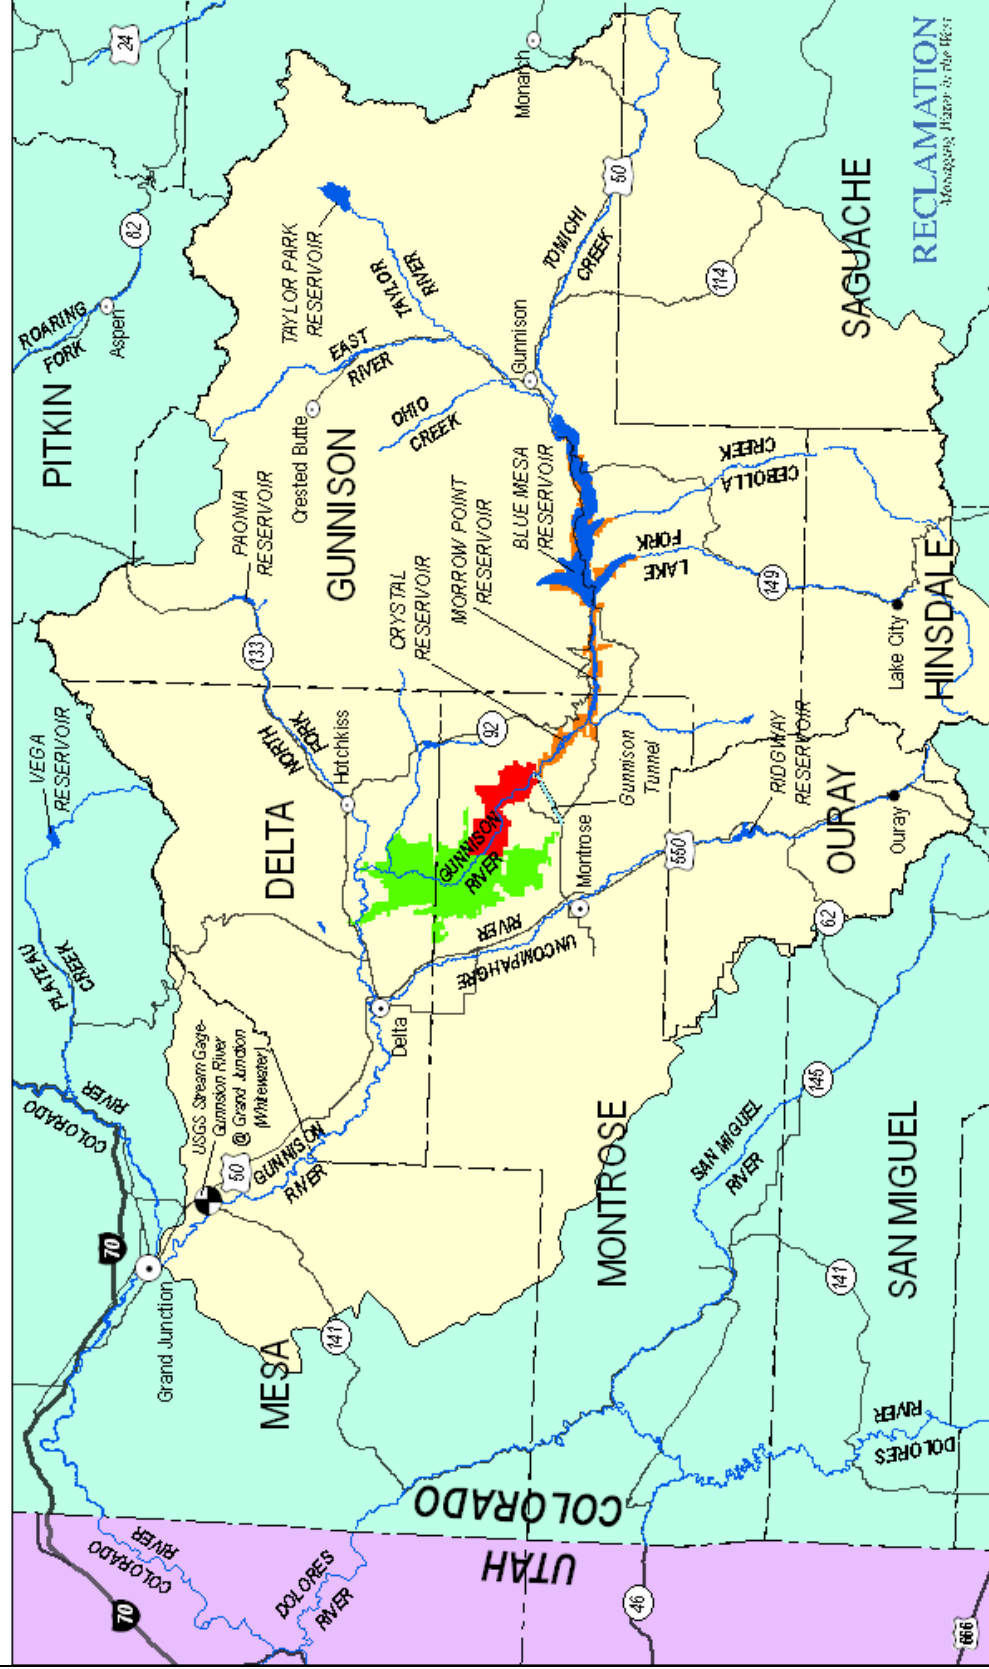 24
82
ROARING
FORK
Aspen
PITKIN
Monarch
50
TAYLOR PARK
RESERVOIR
TAYLOR
RIVER
EAST
RIVER
TOMICHI
CREEK
114
SAGUACHE
RECLAMATION
Managing Water in the West
Crested Butte
OHIO
CREEK
Gunnison
GUNNISON
PAONIA
RESERVOIR
133
CRYSTAL
RESERVOIR
MORROW POINT
RESERVOIR
BLUE MESA
RESERVOIR
CEBOLLA
CREEK
LAKE
FORK
149
Lake City
HINSDALE
VEGA
RESERVOIR
NORTH
FORK
Hotchkiss
92
DELTA
GUNNISON
RIVER
Gunnison
Tunnel
RIDGWAY
RESERVOIR
Montrose
550
OURAY
Ouray
62
PLATEAU
CREEK
UNCOMPAHGRE
RIVER
Delta
USGS Stream Gage-
Gunnsion River
@ Grand Junction
(Whitewater)
COLORADO
RIVER
50
GUNNISON
RIVER
70
Grand Junction
MESA
141
MONTROSE
SAN MIGUEL
RIVER
145
SAN MIGUEL
141
DOLORES
RIVER
COLORADO
UTAH
COLORADO
RIVER
70
DOLORES
RIVER
46
666